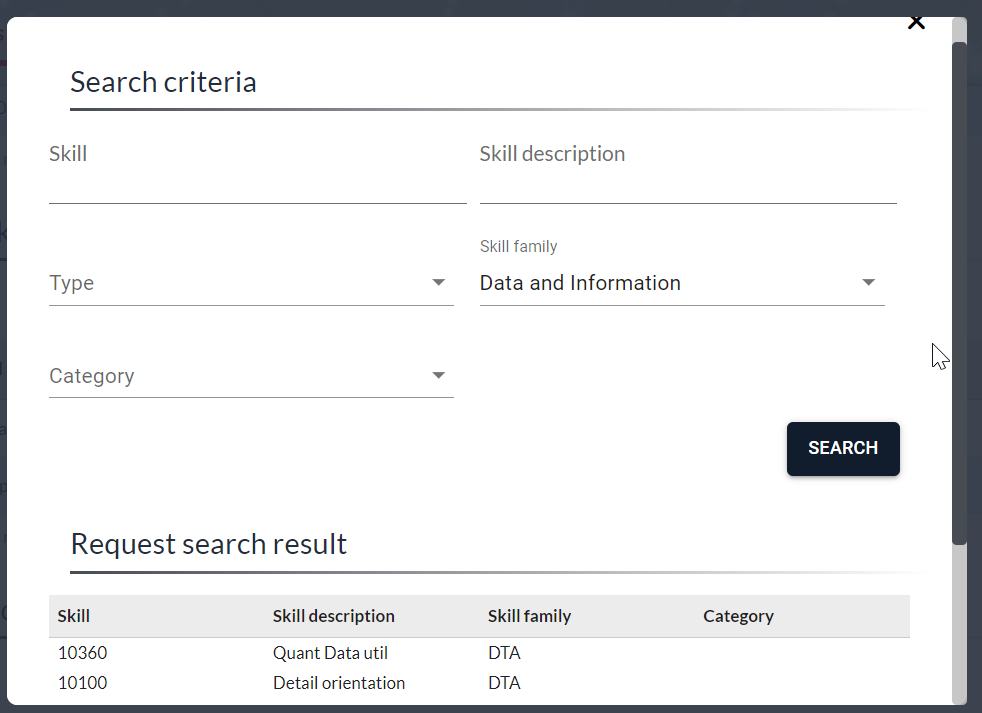 Search criteria
Skill Skill description
Skill family
Type Data and Information
Category
SEARCH
Request search result
Skill Skill description Skill family Category
10360 Quant Data util DTA
10100 Detail orientation DTA